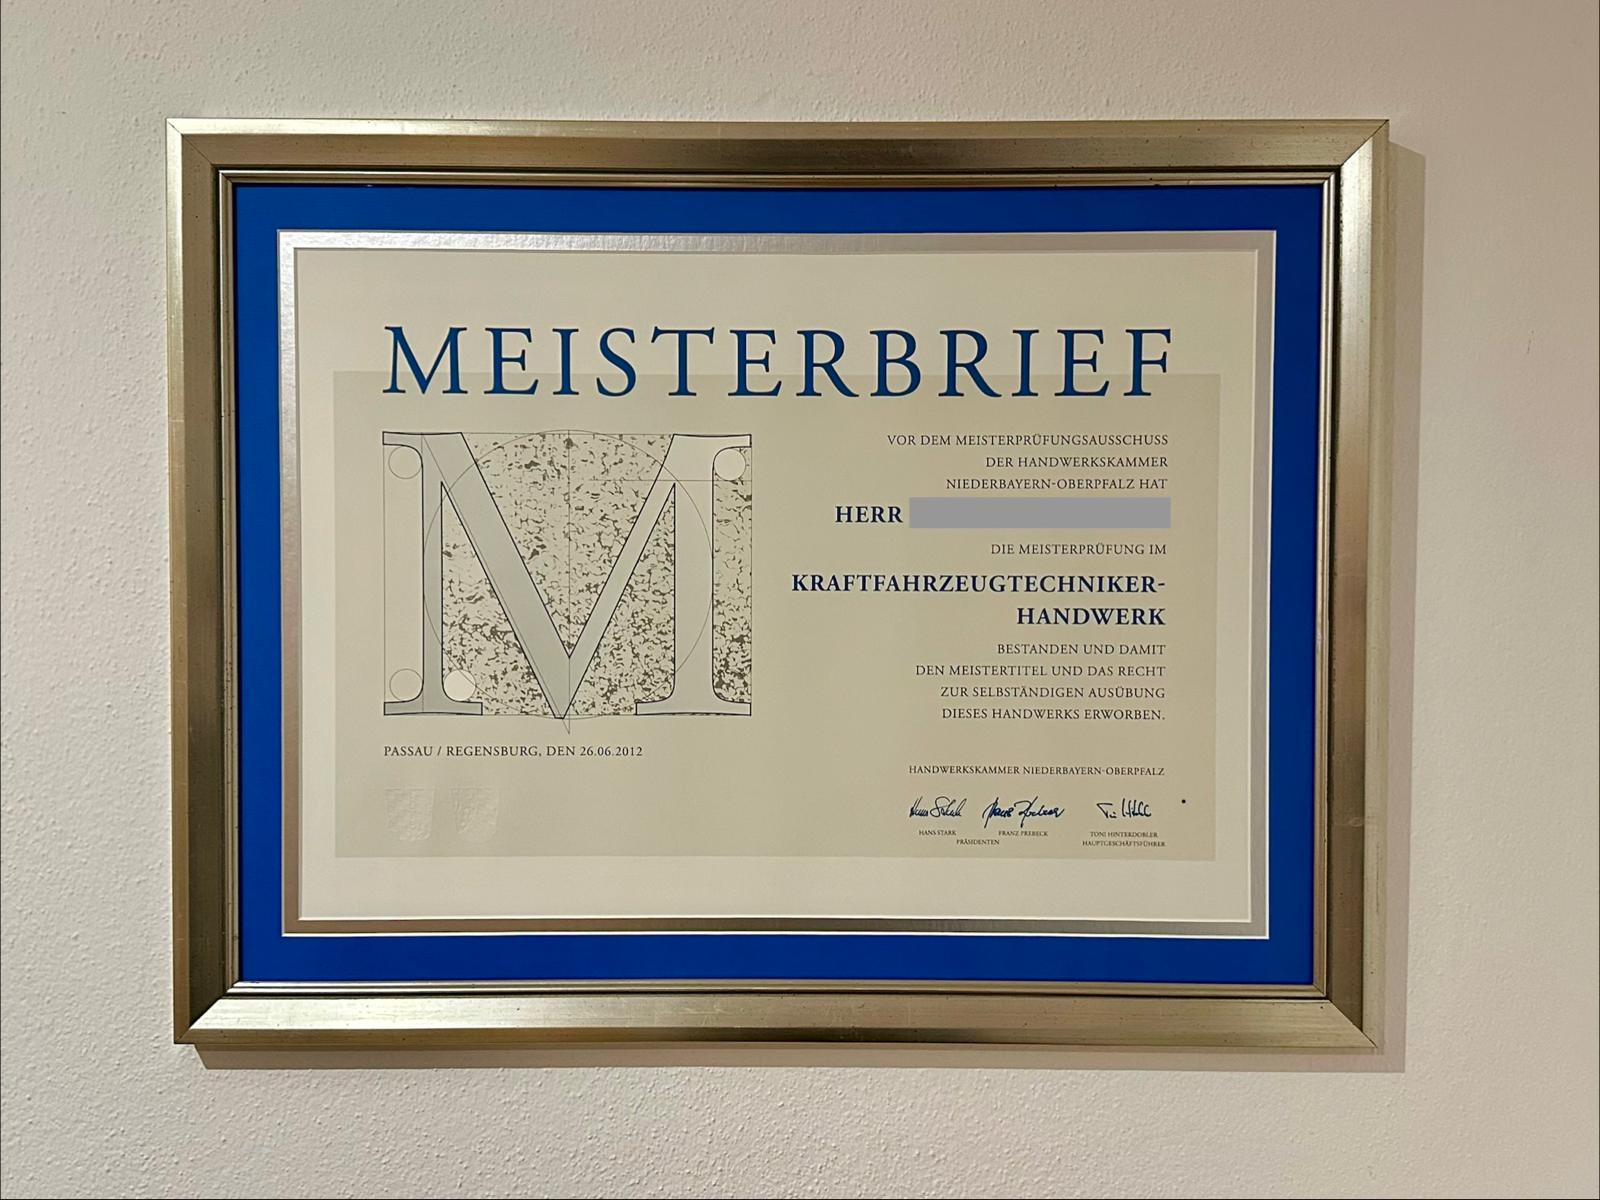 MEISTERBRIEF
M
VOR DEM MEISTERPRÜFUNGSAUSSCHUSS
DER HANDWERKSKAMMER
NIEDERBAYERN-OBERPFALZ HAT
HERR
DIE MEISTERPRÜFUNG IM
KRAFTFAHRZEUGTECHNIKER-
HANDWERK
BESTANDEN UND DAMIT
DEN MEISTERTITEL UND DAS RECHT
ZUR SELBSTÄNDIGEN AUSÜBUNG
DIESES HANDWERKS ERWORBEN.
PASSAU / REGENSBURG, DEN 26.06.2012
HANDWERKSKAMMER NIEDERBAYERN-OBERPFALZ
HANS STARK FRANZ PREBECK TONI HINTERDOBLER
PRÄSIDENTEN HAUPTGESCHÄFTSFÜHRER